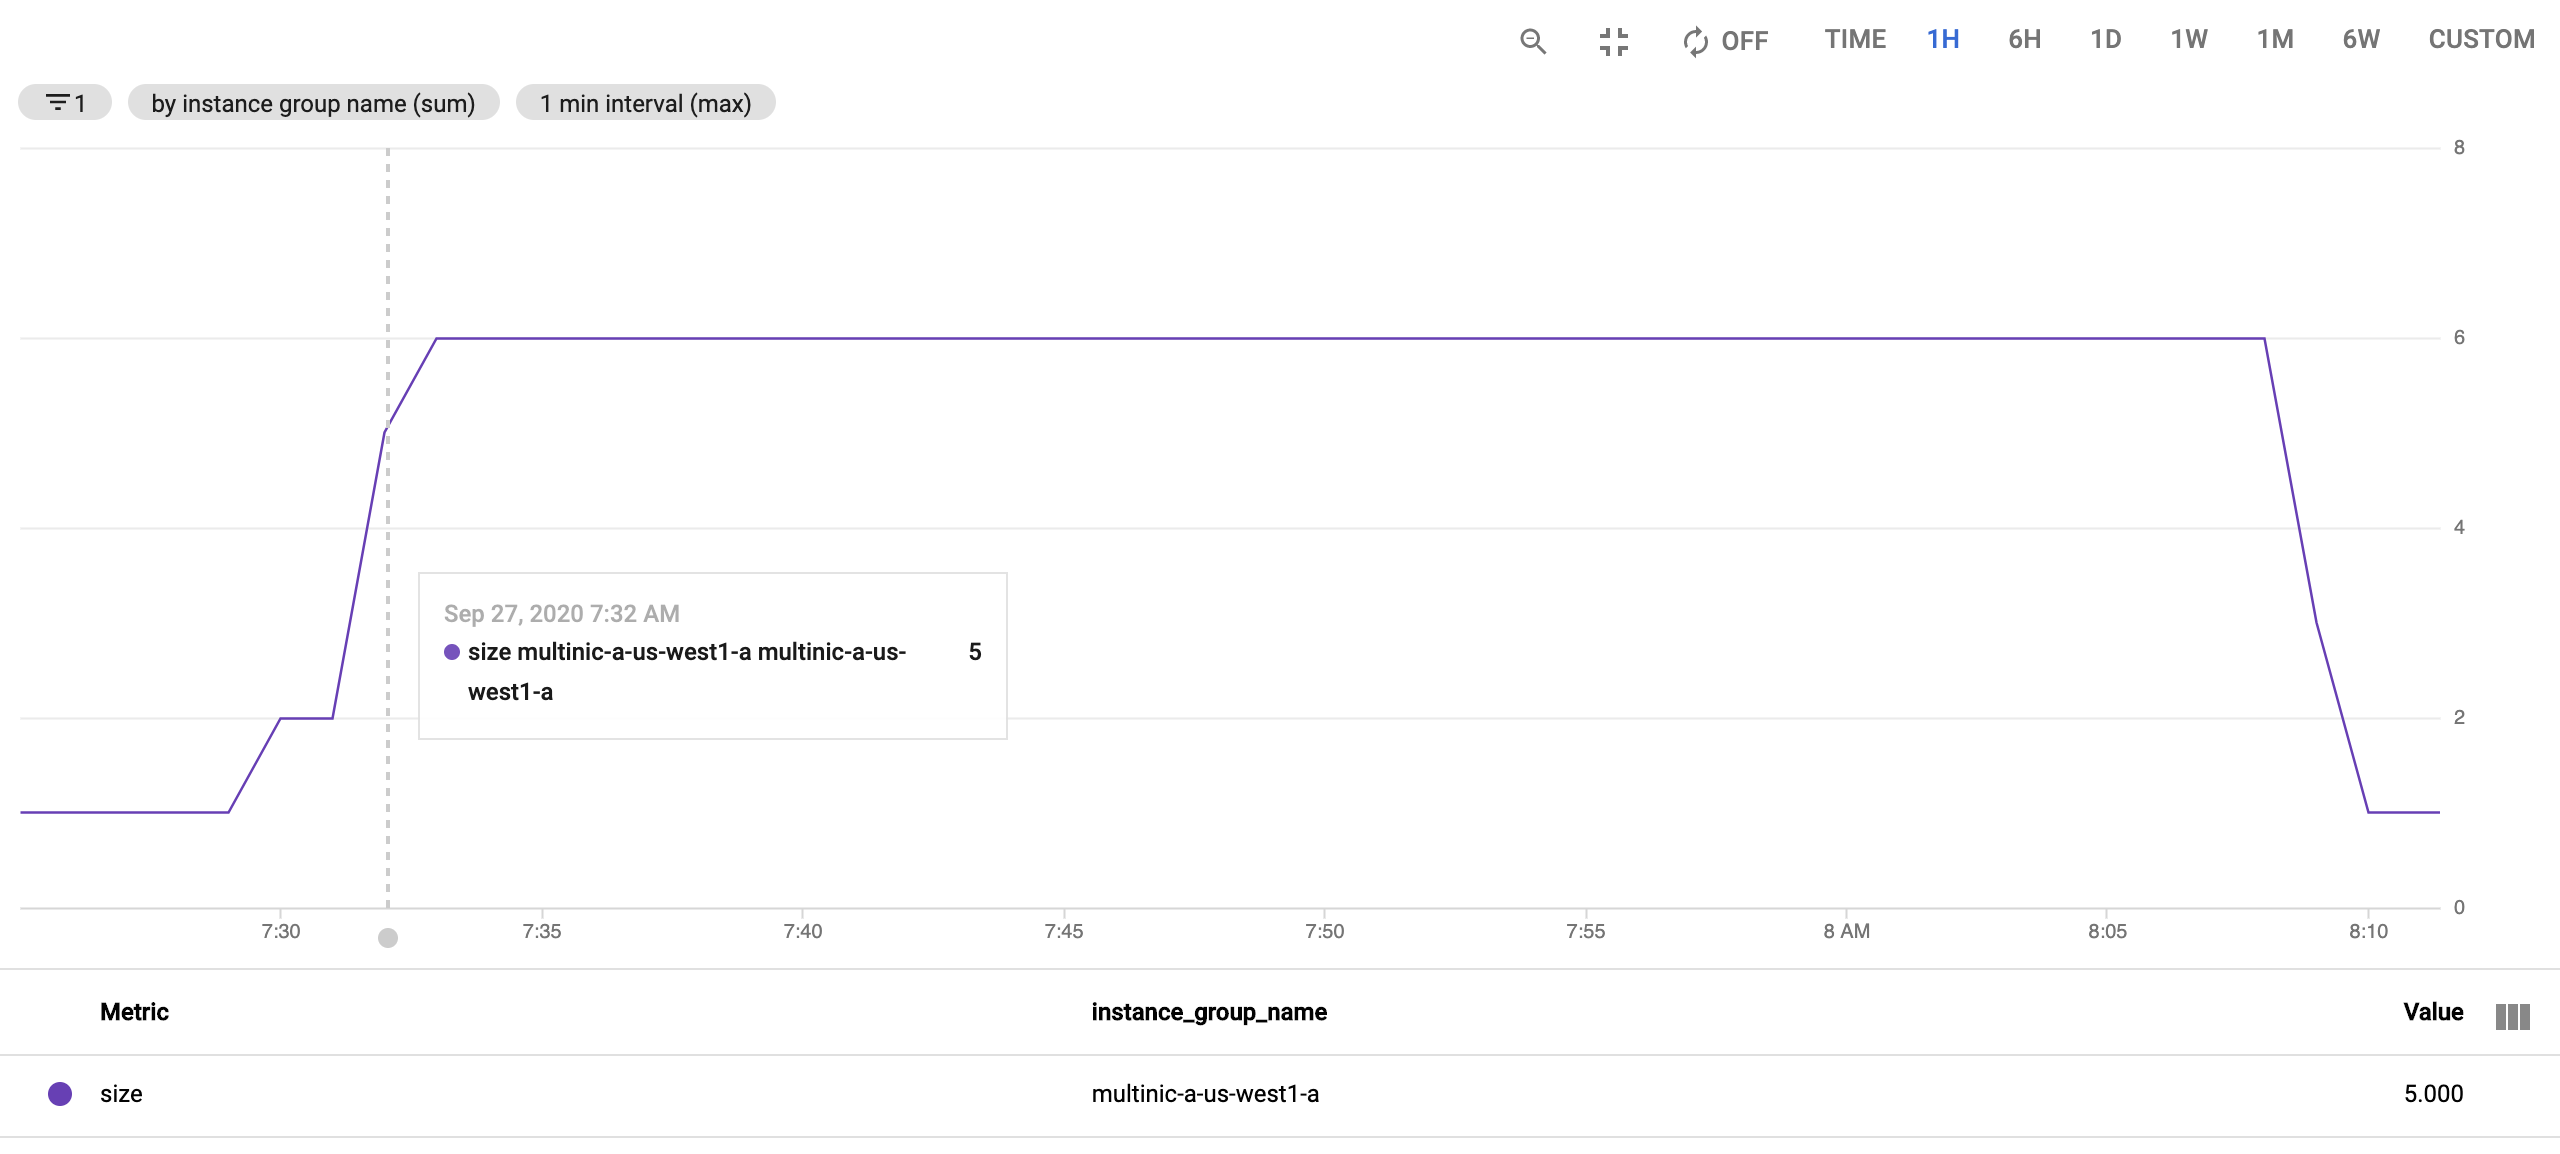 OFF TIME 1H 6H 1D 1W 1M 6W CUSTOM
1 by instance group name (sum) 1 min interval (max)
8
6
4
Sep 27, 2020 7:32 AM
size multinic-a-us-west1-a multinic-a-us- 5
west1-a
2
0
7:30 7:35 7:40 7:45 7:50 7:55 8 AM 8:05 8:10
Metric instance_group_name Value
size multinic-a-us-west1-a 5.000